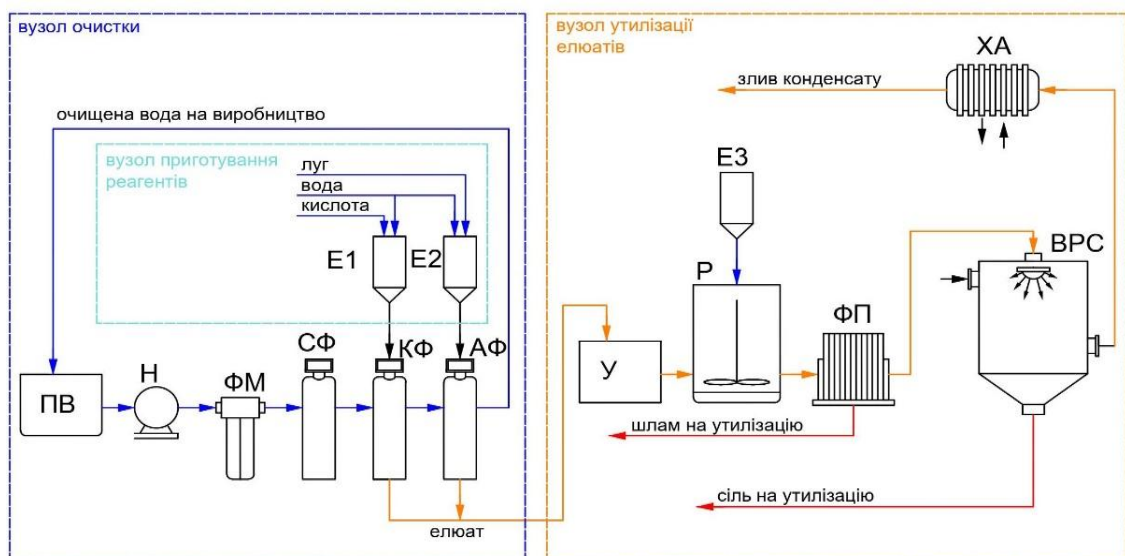 вузол очистки
вузол утилізації
елюатів
ХА
злив конденсату
очищена вода на виробництво
вузол приготування
реагентів
луг
вода
кислота
Е1
Е2
Е3
ВРС
Р
ФП
СФ
КФ
АФ
Н
ФМ
ПВ
У
шлам на утилізацію
сіль на утилізацію
елюат